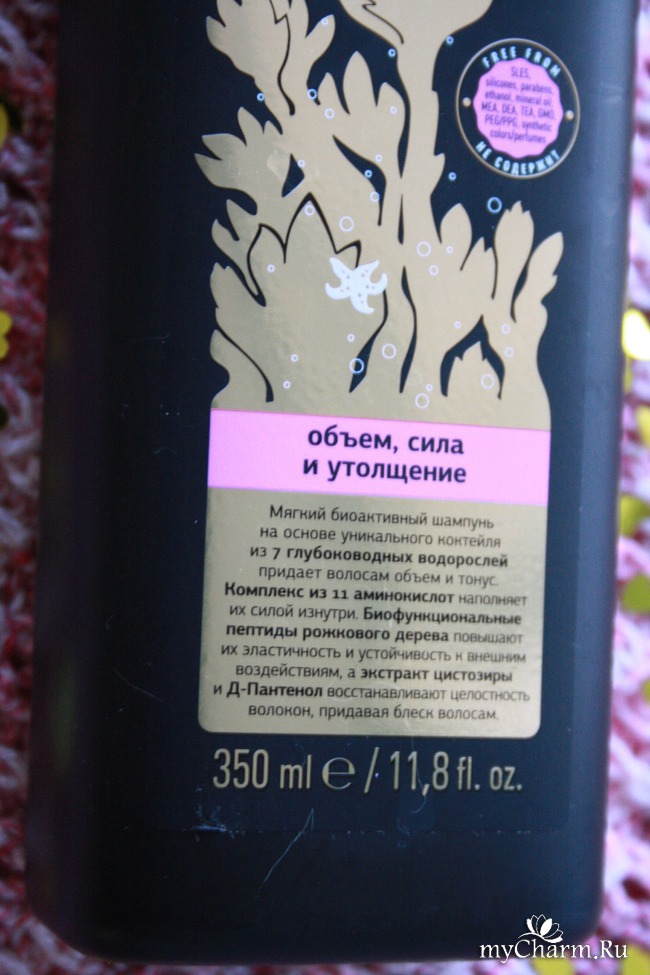 FREE FROM
SLES,
silicones, parabens,
ethanol, mineral oil,
MEA, DEA, TEA, GMO,
PEG/PPG, synthetic
colors/perfumes
НЕ СОДЕРЖИТ
объем, сила
и утолщение
Мягкий биоактивный шампунь
на основе уникального коктейля
из 7 глубоководных водорослей
придает волосам объем и тонус.
Комплекс из 11 аминокислот наполняет
их силой изнутри. Биофункциональные
пептиды рожкового дерева повышают
их эластичность и устойчивость к внешним
воздействиям, а экстракт цистозиры
и Д-Пантенол восстанавливают целостность
волокон, придавая блеск волосам.
350 ml e / 11,8 fl. oz.
myCharm.Ru